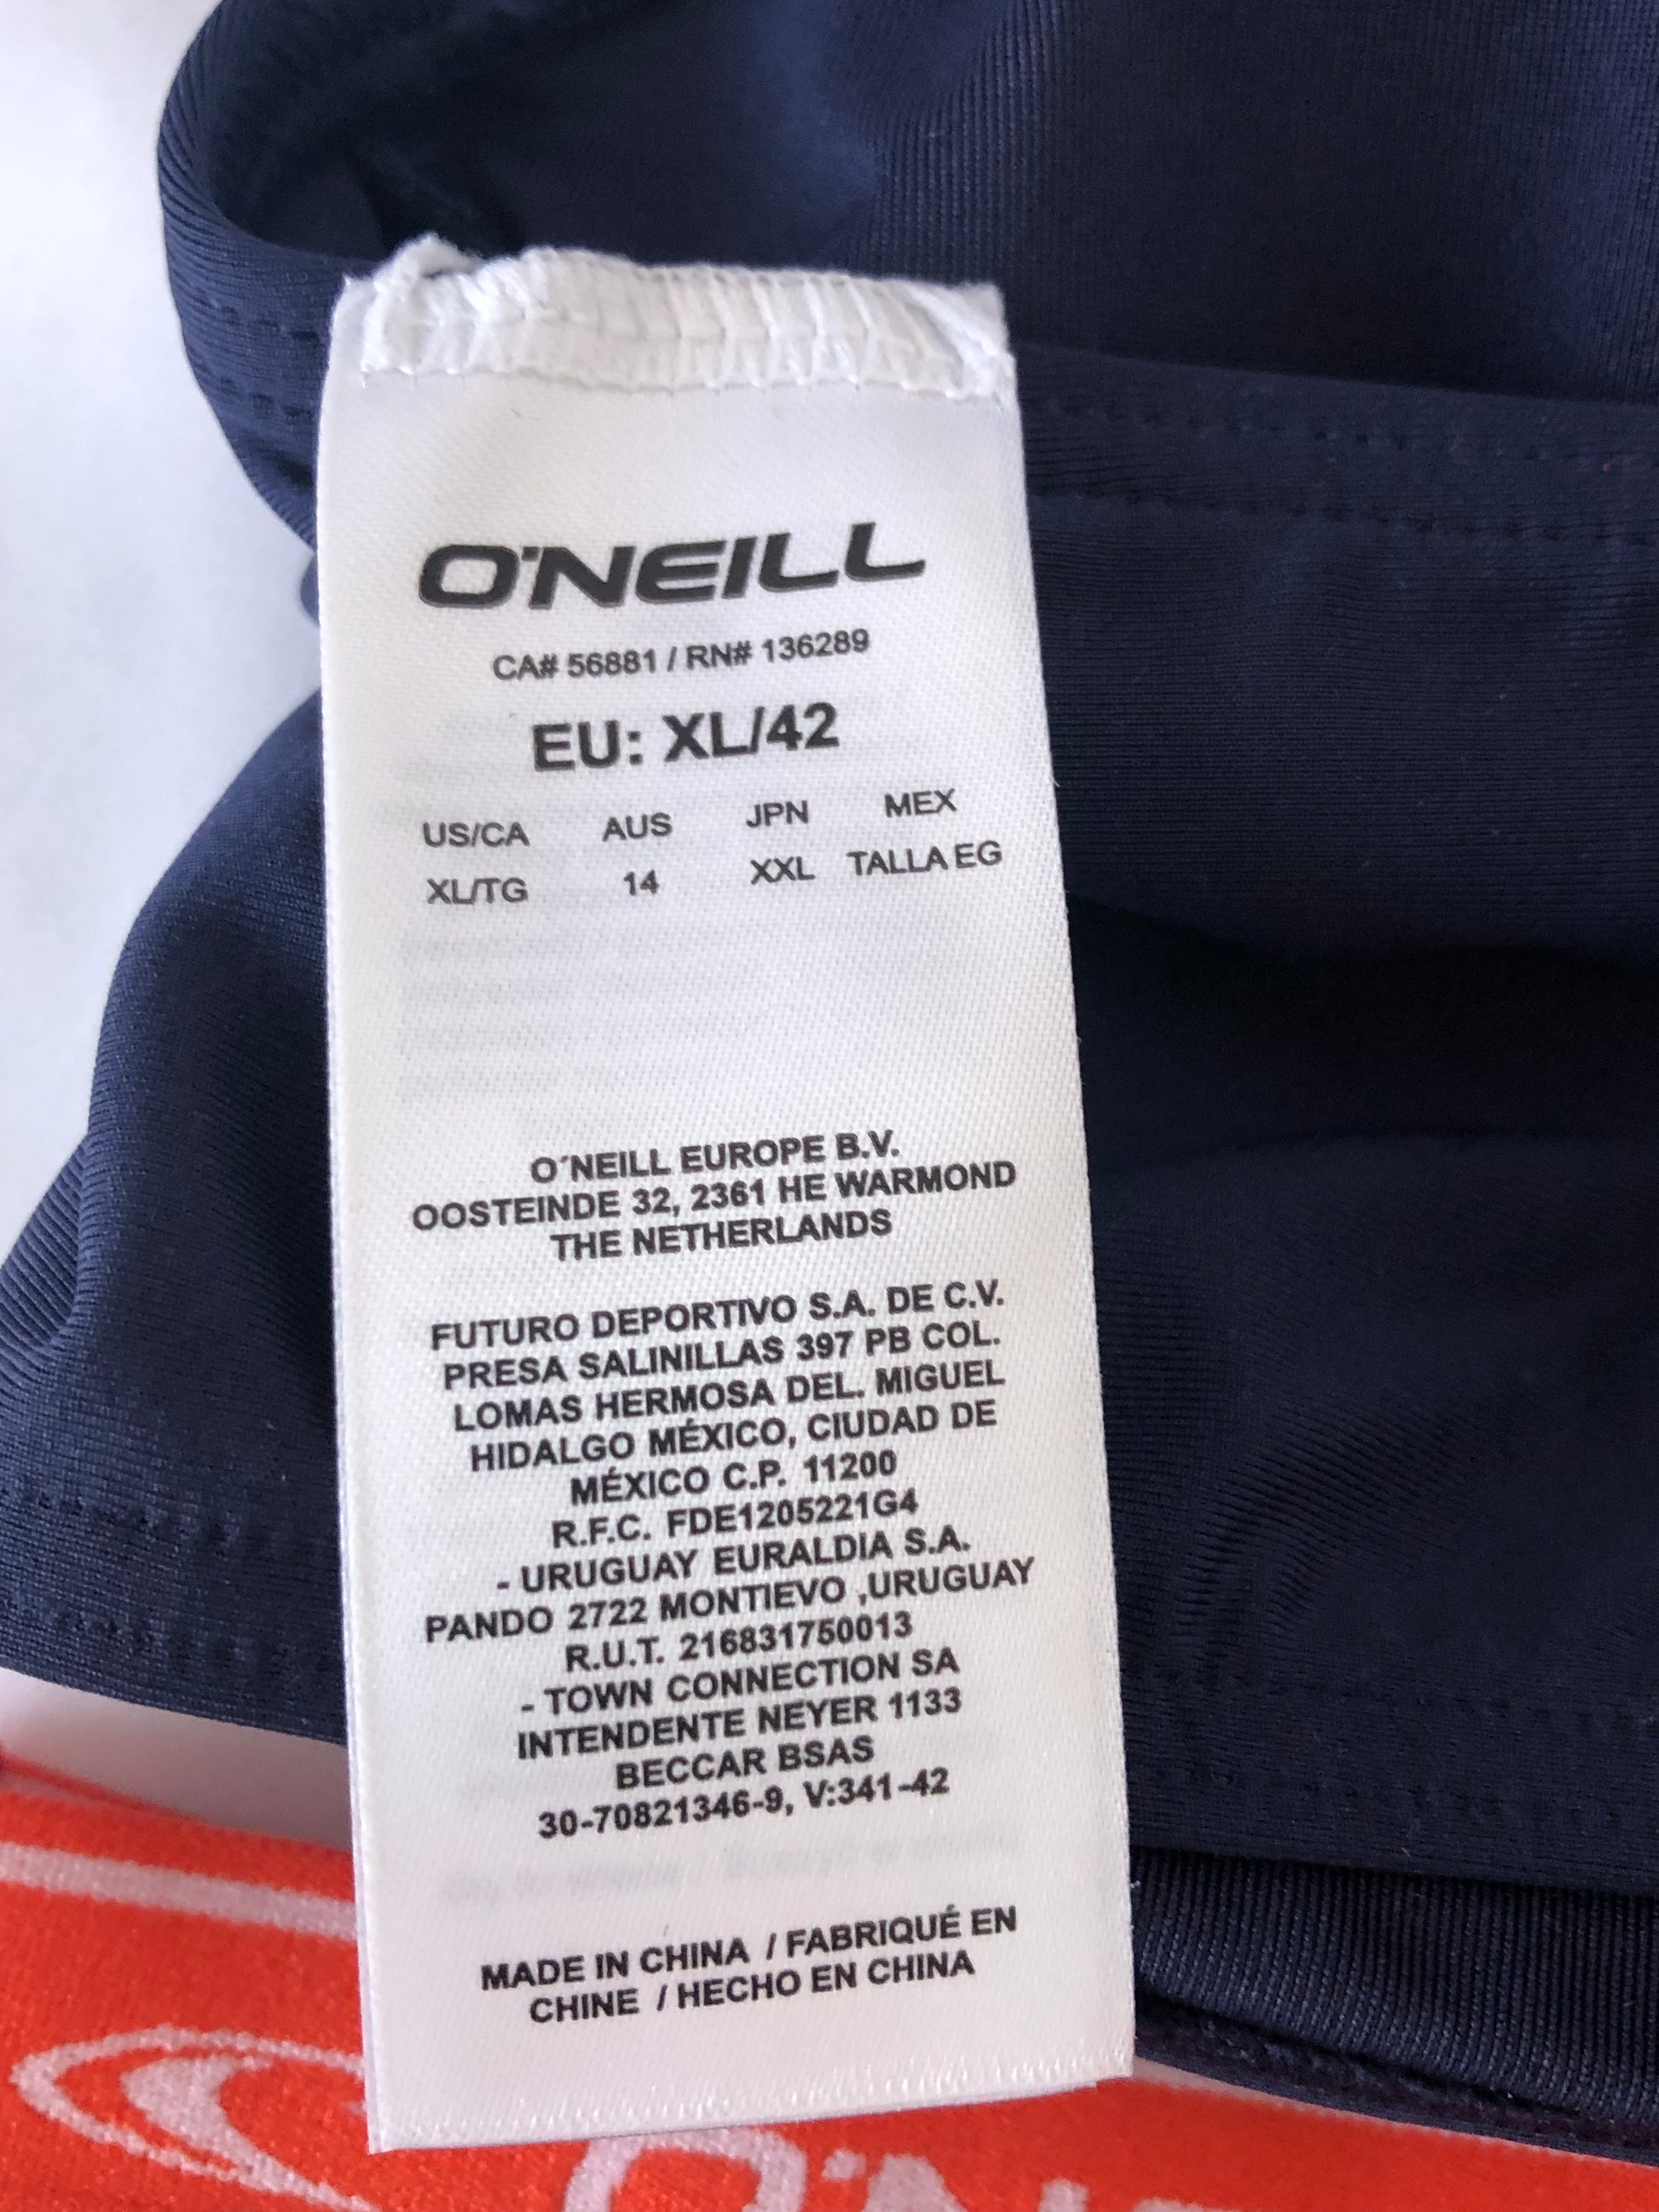 O'NEILL
CA# 56881 / RN# 136289
EU: XL/42
US/CA AUS JPN MEX
XL/TG 14 XXL TALLA EG
O´NEILL EUROPE B.V.
OOSTEINDE 32, 2361 HE WARMOND
THE NETHERLANDS
FUTURO DEPORTIVO S.A. DE C.V.
PRESA SALINILLAS 397 PB COL.
LOMAS HERMOSA DEL. MIGUEL
HIDALGO MÉXICO, CIUDAD DE
MÉXICO C.P. 11200
R.F.C. FDE1205221G4
- URUGUAY EURALDIA S.A.
PANDO 2722 MONTIEVO ,URUGUAY
R.U.T. 216831750013
- TOWN CONNECTION SA
INTENDENTE NEYER 1133
BECCAR BSAS
30-70821346-9, V:341-42
MADE IN CHINA / FABRIQUÉ EN
CHINE / HECHO EN CHINA